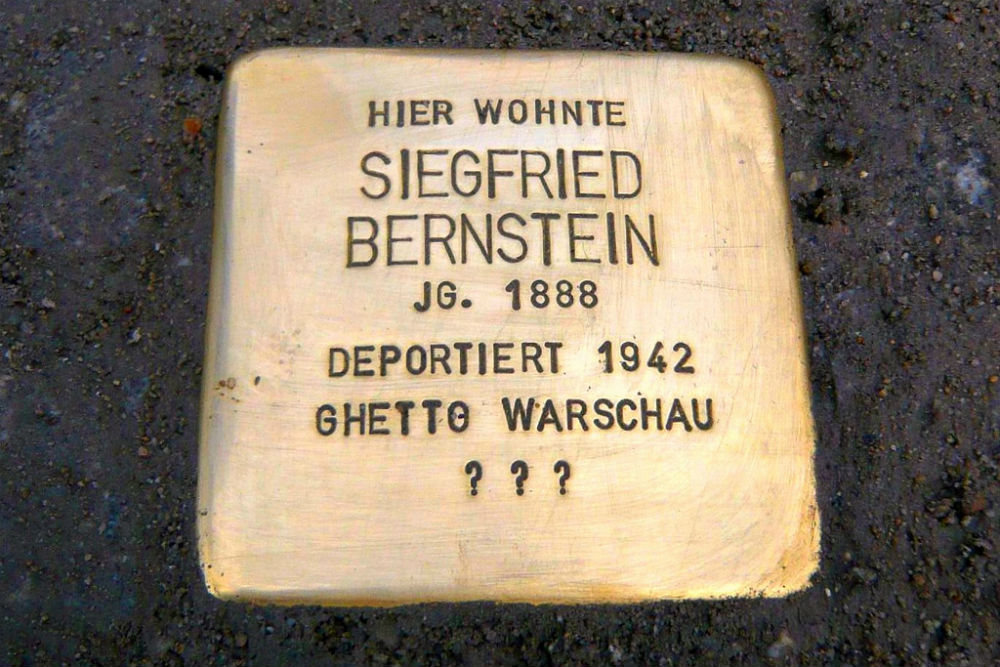 HIER WOHNTE
SIEGFRIED
BERNSTEIN
JG. 1888
DEPORTIERT 1942
GHETTO WARSCHAU
? ? ?